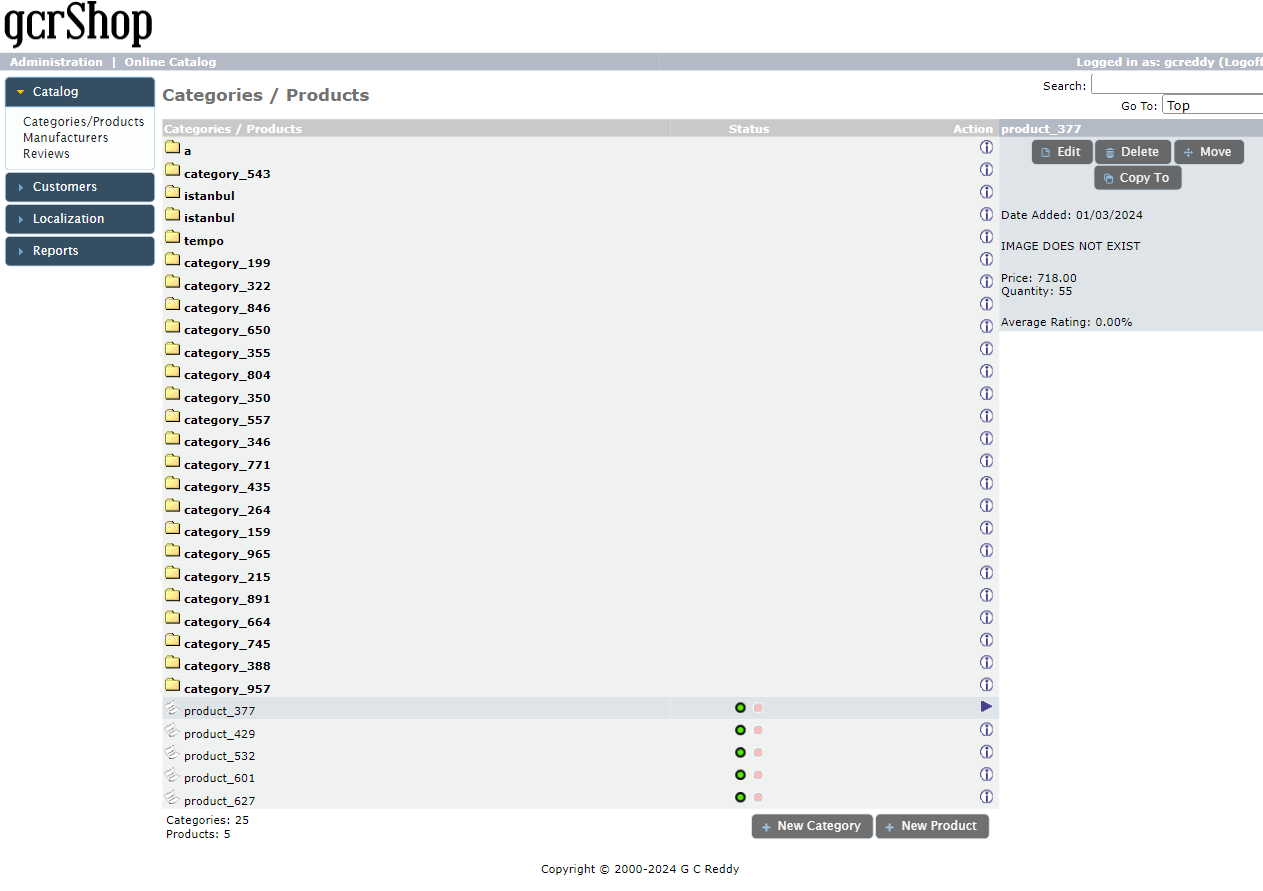 gcrShop
Administration | Online Catalog
Logged in as: gcreddy (Logoff
Catalog
Categories/Products
Manufacturers
Reviews
Customers
Localization
Reports
Categories / Products
Search:
Go To: Top
Categories / Products Status Action
a
category_543
istanbul
istanbul
tempo
category_199
category_322
category_846
category_650
category_355
category_804
category_350
category_557
category_346
category_771
category_435
category_264
category_159
category_965
category_215
category_891
category_664
category_745
category_388
category_957
product_377
product_429
product_532
product_601
product_627
Categories: 25
Products: 5
New Category New Product
product_377
Edit Delete Move
Copy To
Date Added: 01/03/2024
IMAGE DOES NOT EXIST
Price: 718.00
Quantity: 55
Average Rating: 0.00%
Copyright © 2000-2024 G C Reddy